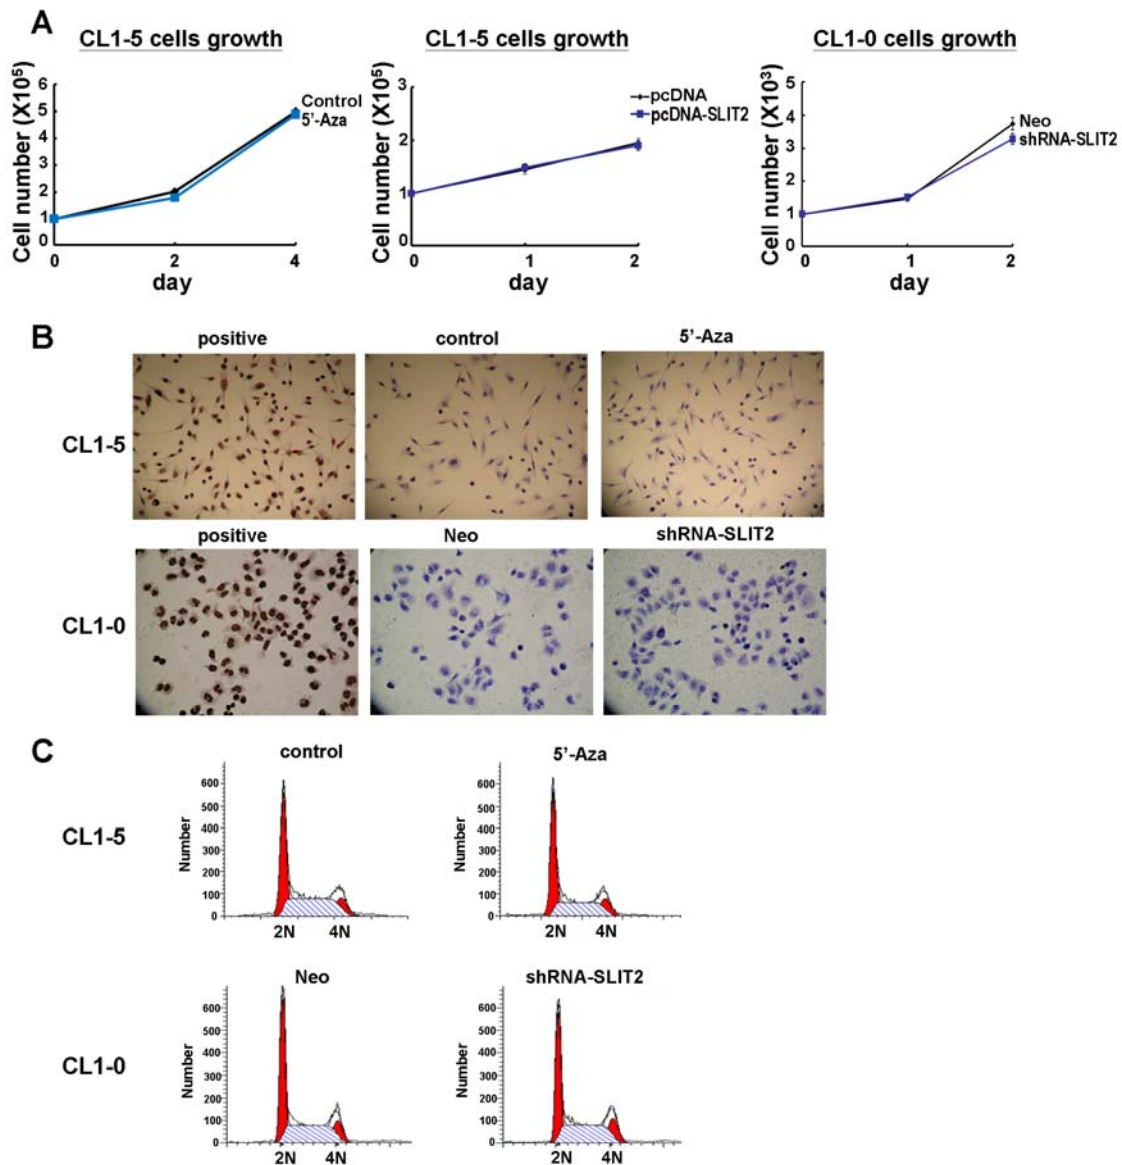 A
CL1-5 cells growth
CL1-5 cells growth
CL1-0 cells growth
Cell number (X10⁵)
6
5
4
3
2
1
0
Control
5’-Aza
0 2 4
day
Cell number (X10⁵)
3
2
1
0
pcDNA
pcDNA-SLIT2
0 1 2
day
Cell number (X10³)
5
4
3
2
1
0
Neo
shRNA-SLIT2
0 1 2
day
B
positive control 5’-Aza
CL1-5
positive Neo shRNA-SLIT2
CL1-0
C
control 5’-Aza
CL1-5
Number
600
500
400
300
200
100
0
2N 4N
Number
600
500
400
300
200
100
0
2N 4N
Neo shRNA-SLIT2
CL1-0
Number
600
500
400
300
200
100
0
2N 4N
Number
600
500
400
300
200
100
0
2N 4N